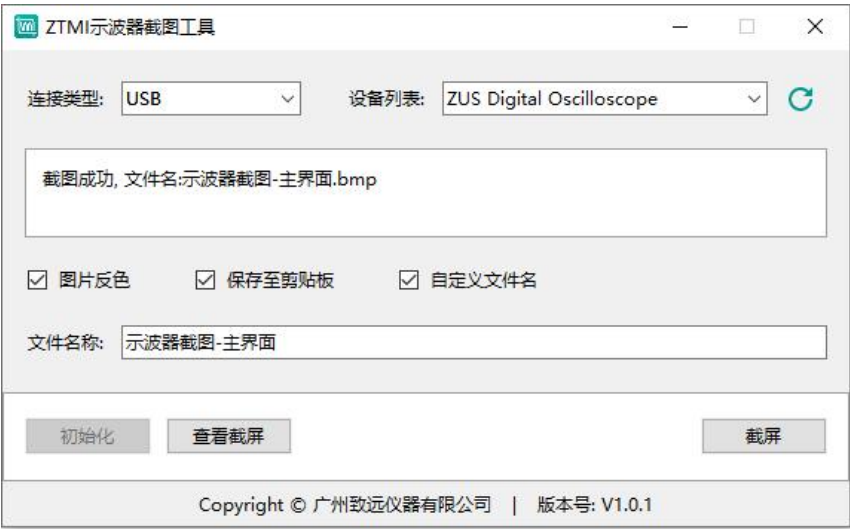 ZTMI示波器截图工具
连接类型: USB 设备列表: ZUS Digital Oscilloscope
截图成功, 文件名:示波器截图-主界面.bmp
图片反色 保存至剪贴板 自定义文件名
文件名称: 示波器截图-主界面
初始化 查看截屏 截屏
Copyright © 广州致远仪器有限公司 | 版本号: V1.0.1